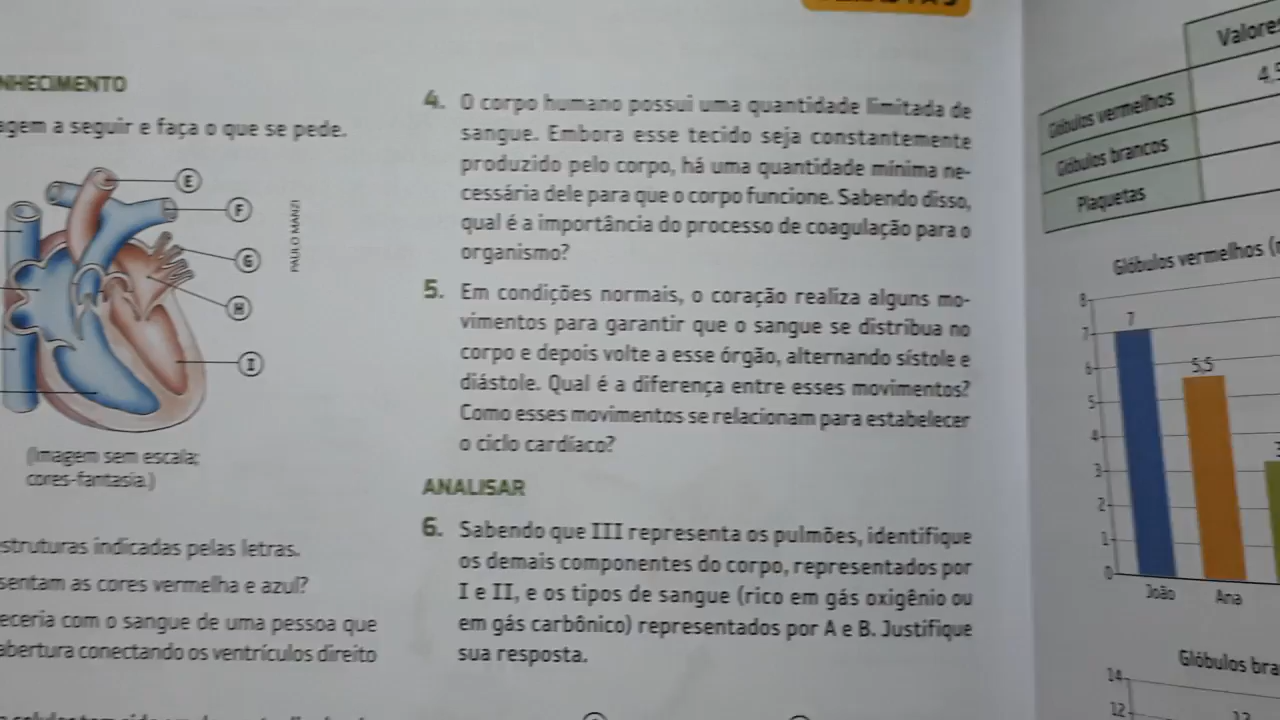 NHECIMENTO
agem a seguir e faça o que se pede.
E
F
G
H
I
PAULO MANZI
(Imagem sem escala;
cores-fantasia.)
struturas indicadas pelas letras.
sentam as cores vermelha e azul?
eceria com o sangue de uma pessoa que
abertura conectando os ventrículos direito
4. O corpo humano possui uma quantidade limitada de
sangue. Embora esse tecido seja constantemente
produzido pelo corpo, há uma quantidade mínima ne-
cessária dele para que o corpo funcione. Sabendo disso,
qual é a importância do processo de coagulação para o
organismo?
5. Em condições normais, o coração realiza alguns mo-
vimentos para garantir que o sangue se distribua no
corpo e depois volte a esse órgão, alternando sístole e
diástole. Qual é a diferença entre esses movimentos?
Como esses movimentos se relacionam para estabelecer
o ciclo cardíaco?
ANALISAR
6. Sabendo que III representa os pulmões, identifique
os demais componentes do corpo, representados por
I e II, e os tipos de sangue (rico em gás oxigênio ou
em gás carbônico) representados por A e B. Justifique
sua resposta.
Valores
4,5
Glóbulos vermelhos
Glóbulos brancos
Plaquetas
Glóbulos vermelhos
8
7
6
5
4
3
2
1
0
7
5,5
João
Ana
Glóbulos bra
14
12